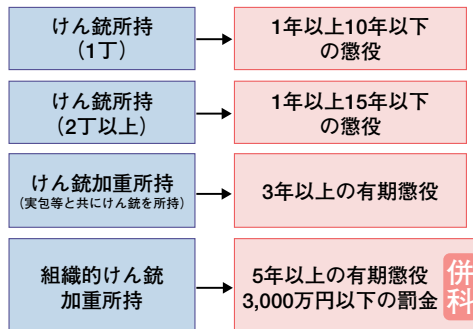 けん銃所持
（1丁）
1年以上10年以下
の懲役
けん銃所持
（2丁以上）
1年以上15年以下
の懲役
けん銃加重所持
（実包等と共にけん銃を所持）
3年以上の有期懲役
組織的けん銃
加重所持
5年以上の有期懲役
3,000万円以下の罰金
併科